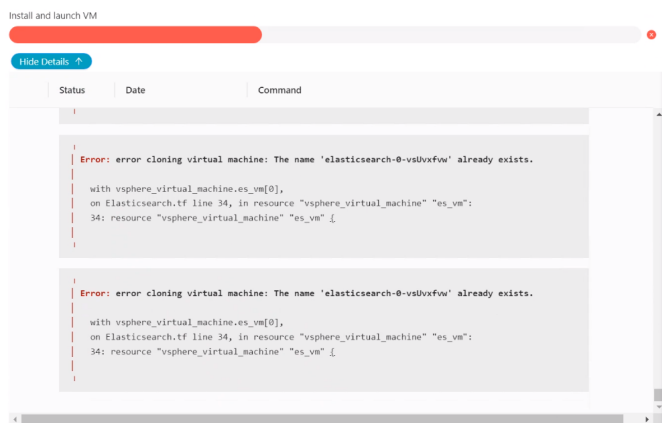 Install and launch VM
Hide Details ↑
Status Date Command
Error: error cloning virtual machine: The name 'elasticsearch-0-vsUvxfvw' already exists.
with vsphere_virtual_machine.es_vm[0],
on Elasticsearch.tf line 34, in resource "vsphere_virtual_machine" "es_vm":
34: resource "vsphere_virtual_machine" "es_vm" {
Error: error cloning virtual machine: The name 'elasticsearch-0-vsUvxfvw' already exists.
with vsphere_virtual_machine.es_vm[0],
on Elasticsearch.tf line 34, in resource "vsphere_virtual_machine" "es_vm":
34: resource "vsphere_virtual_machine" "es_vm" {